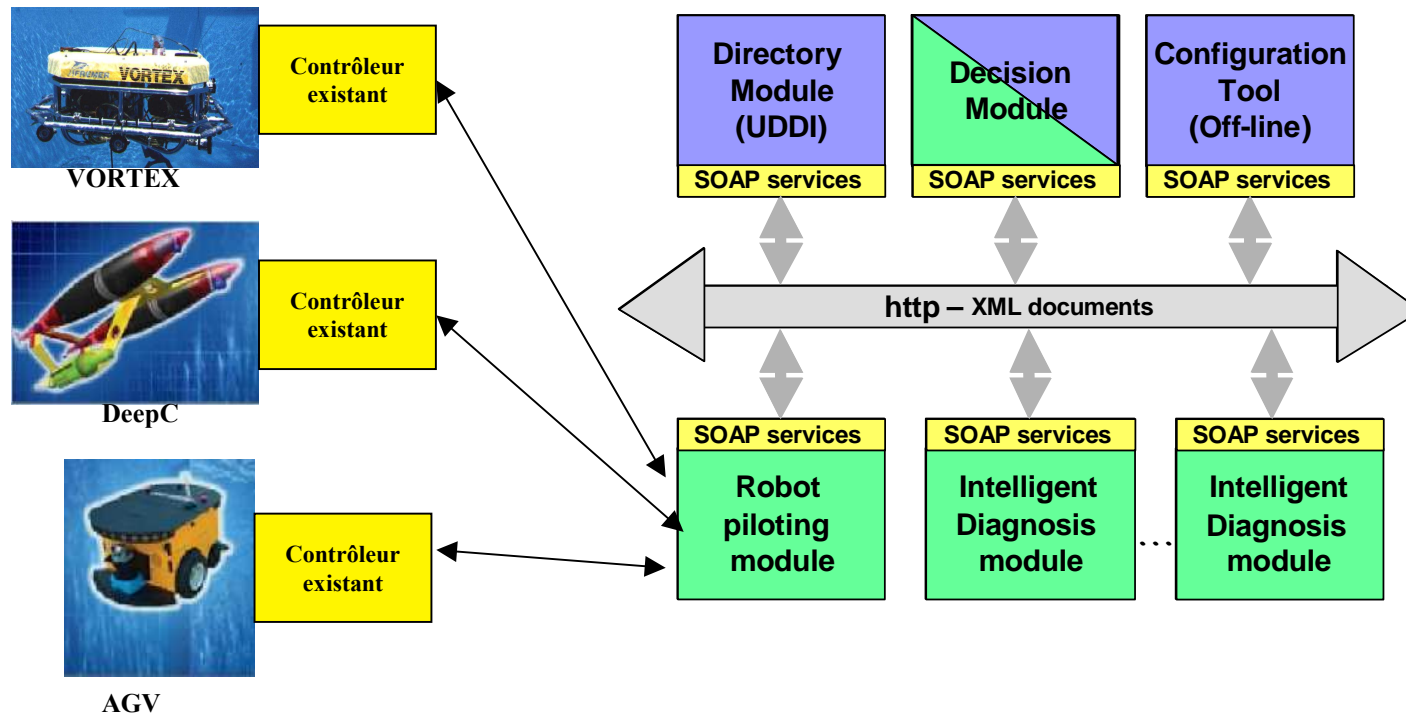 VORTEX
Contrôleur
existant
VORTEX
Contrôleur
existant
DeepC
Contrôleur
existant
AGV
Directory
Module
(UDDI)
SOAP services
Decision
Module
SOAP services
Configuration
Tool
(Off-line)
SOAP services
http – XML documents
SOAP services
Robot
piloting
module
SOAP services
Intelligent
Diagnosis
module
...
SOAP services
Intelligent
Diagnosis
module